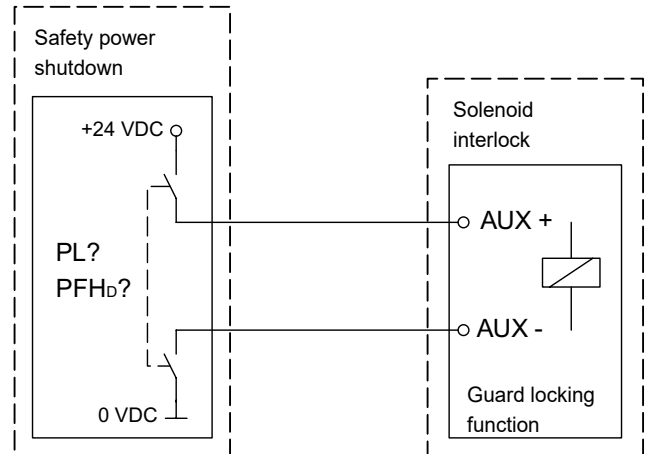 Safety power
shutdown
+24 VDC
PL?
PFHD?
0 VDC
Solenoid
interlock
AUX +
AUX -
Guard locking
function